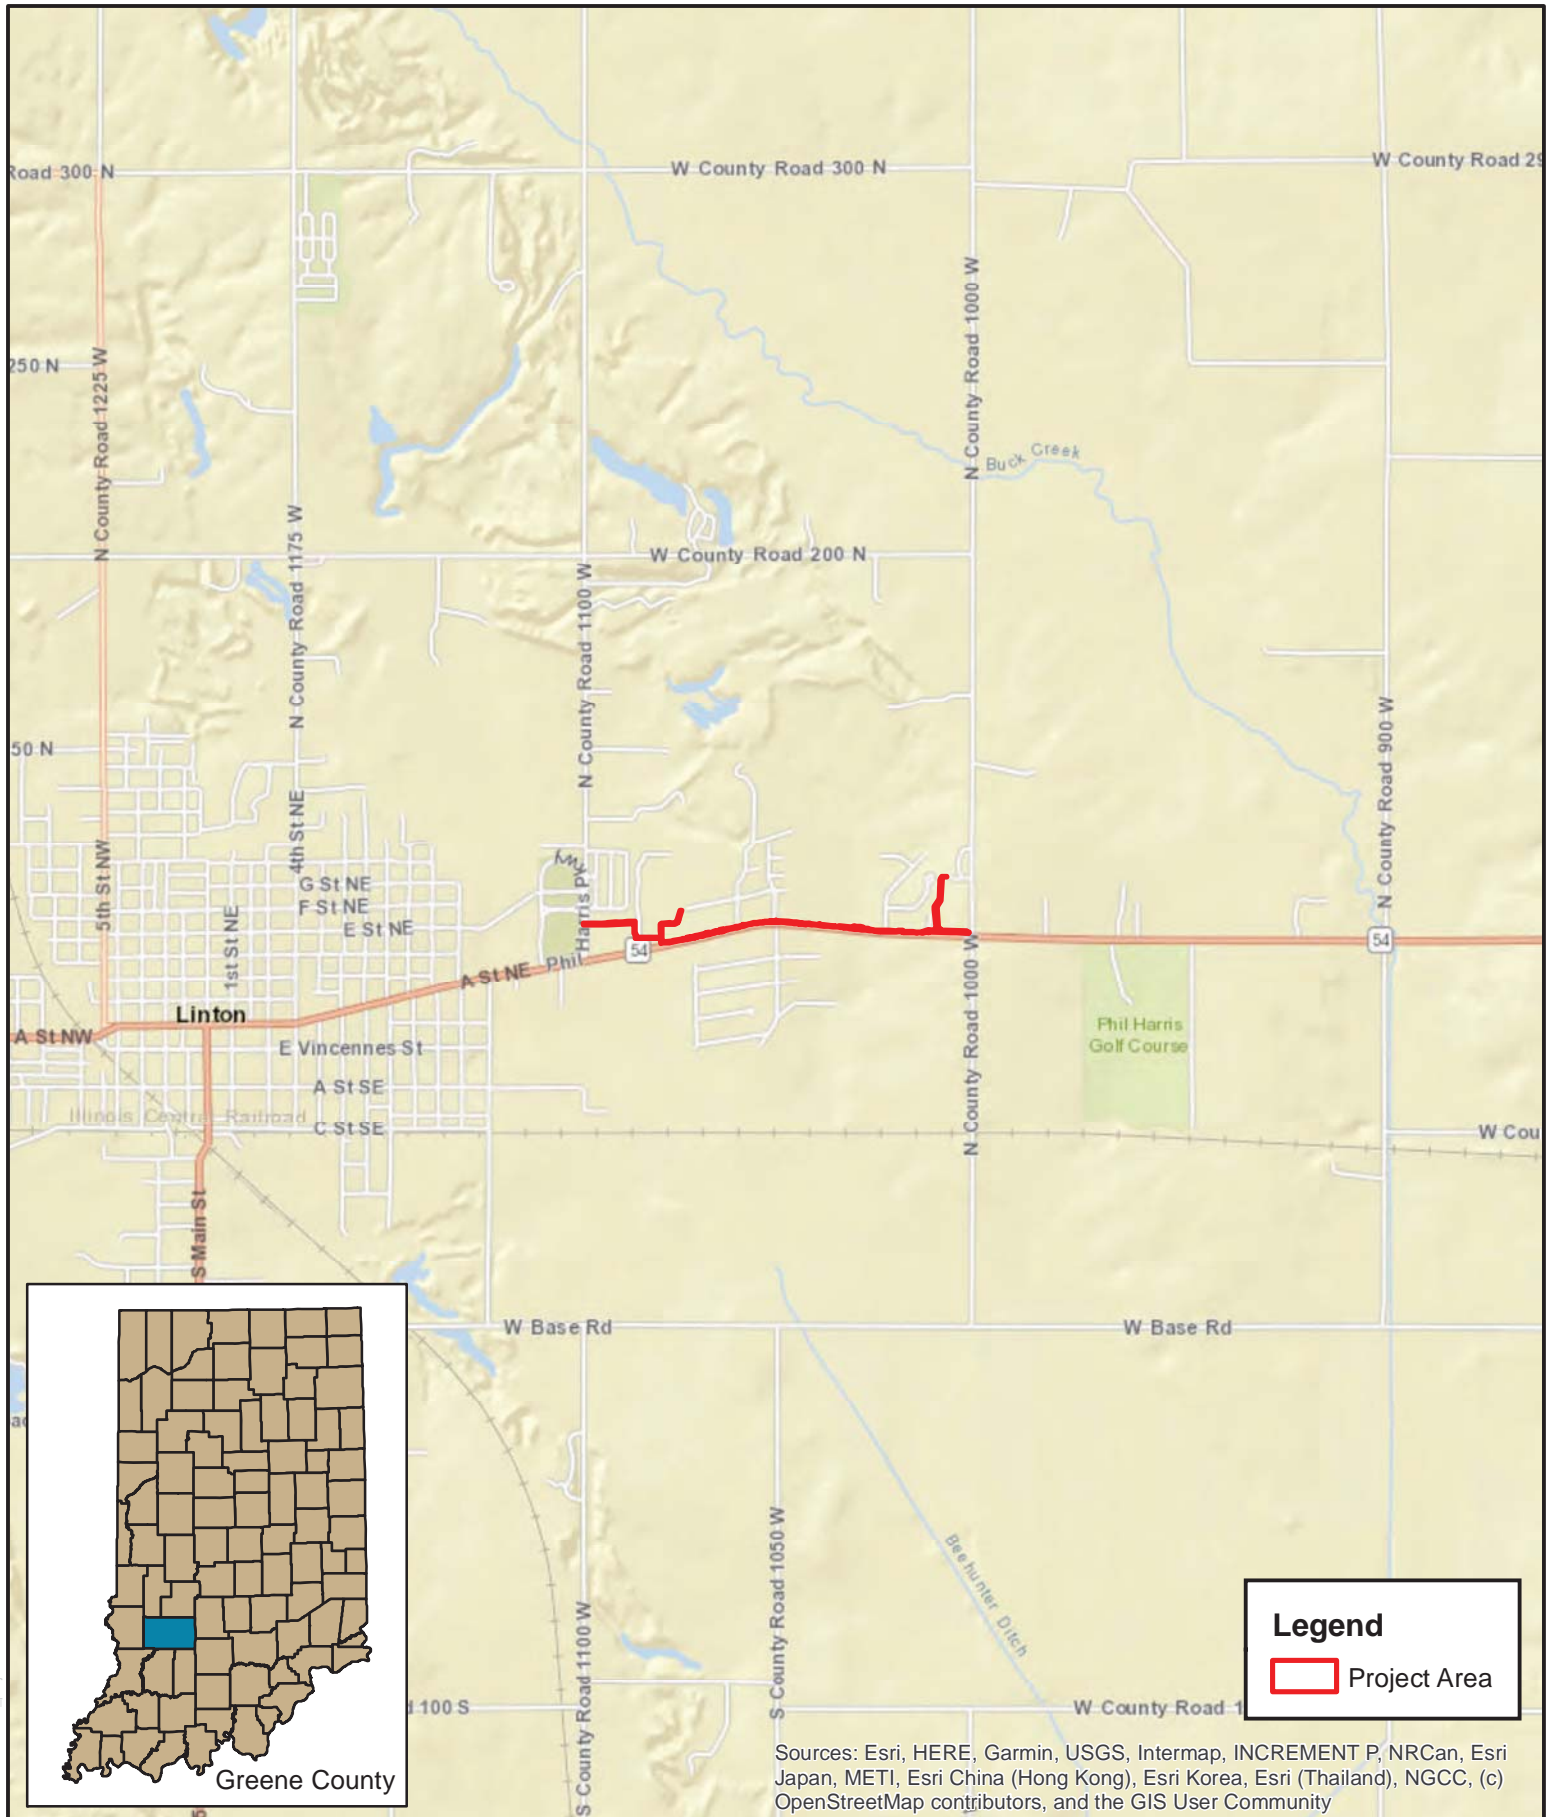 Road 300 N
W County Road 300 N
W County Road 29
N County Road 1000 W
250 N
N County Road 1225 W
Buck Creek
N County Road 1175 W
W County Road 200 N
N County Road 1100 W
N County Road 900 W
50 N
4th St NE
5th St NW
G St NE
F St NE
E St NE
1st St NE
Phil Harris Pky
54
54
A St NE
Linton
A St NW
E Vincennes St
A St SE
Illinois Central Railroad
C St SE
N County Road 1000 W
Phil Harris
Golf Course
W Cou
S Main St
W Base Rd
W Base Rd
S County Road 1050 W
Beehunter Ditch
S County Road 1100 W
d 100 S
W County Road 1
Greene County
Legend
Project Area
Sources: Esri, HERE, Garmin, USGS, Intermap, INCREMENT P, NRCan, Esri
Japan, METI, Esri China (Hong Kong), Esri Korea, Esri (Thailand), NGCC, (c)
OpenStreetMap contributors, and the GIS User Community